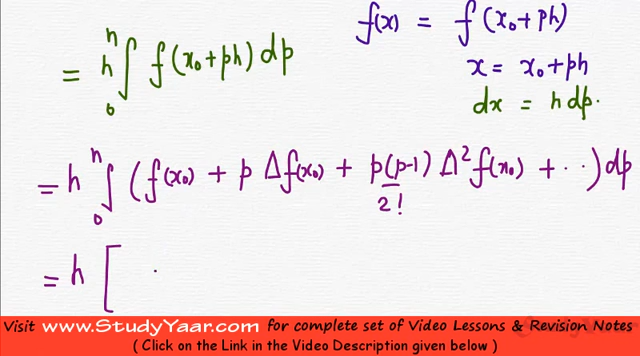 f(x) = f(x₀+ph)
= h ∫₀ⁿ f(x₀+ph) dp
x = x₀+ph
dx = h dp.
= h ∫₀ⁿ (f(x₀) + p Δf(x₀) + p(p-1)/2! Δ²f(x₀) + ..) dp
= h [
Visit www.StudyYaar.com for complete set of Video Lessons & Revision Notes
( Click on the Link in the Video Description given below )